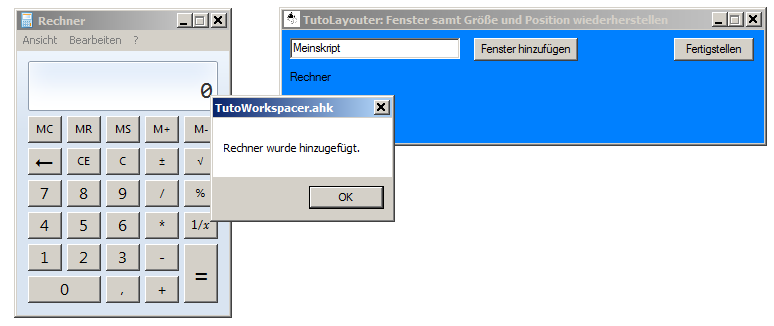 Rechner
Ansicht Bearbeiten ?
0
MC MR MS M+ M-
← CE C ± √
7 8 9 / %
4 5 6 * 1/x
1 2 3 - =
0 , +
TutoLayouter: Fenster samt Größe und Position wiederherstellen
Meinskript Fenster hinzufügen Fertigstellen
Rechner
TutoWorkspacer.ahk
Rechner wurde hinzugefügt.
OK